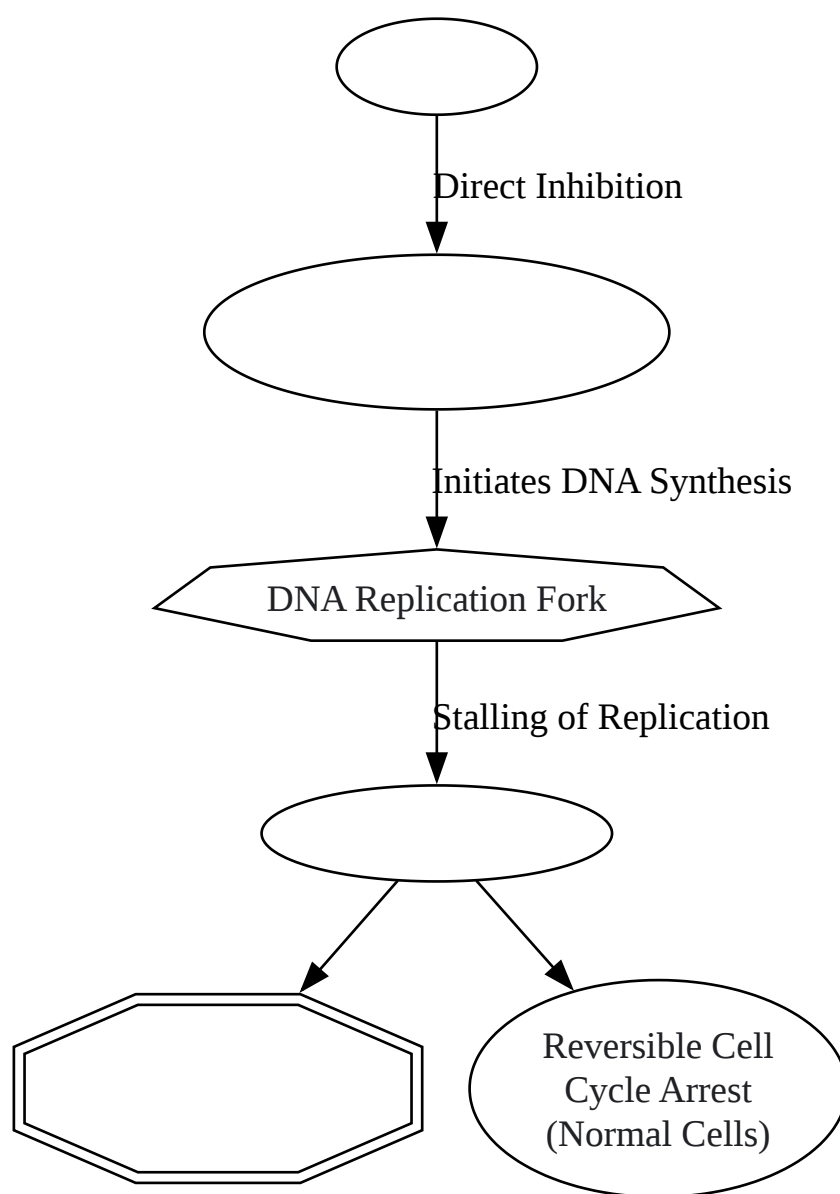 Direct Inhibition
Initiates DNA Synthesis
DNA Replication Fork
Stalling of Replication
Reversible Cell
Cycle Arrest
(Normal Cells)